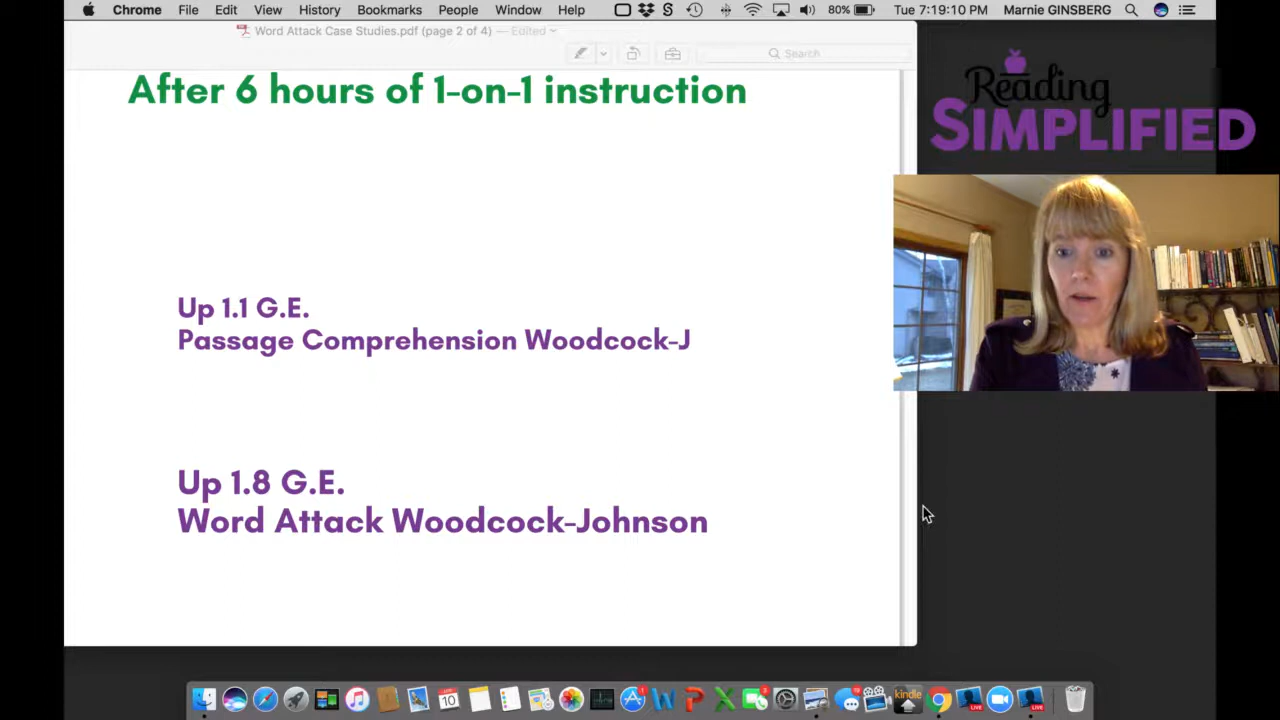 Chrome File Edit View History Bookmarks People Window Help 80% Tue 7:19:10 PM Marnie GINSBERG
Word Attack Case Studies.pdf (page 2 of 4) — Edited
Search
After 6 hours of 1-on-1 instruction
Reading
SIMPLIFIED
Up 1.1 G.E.
Passage Comprehension Woodcock-J
Up 1.8 G.E.
Word Attack Woodcock-Johnson